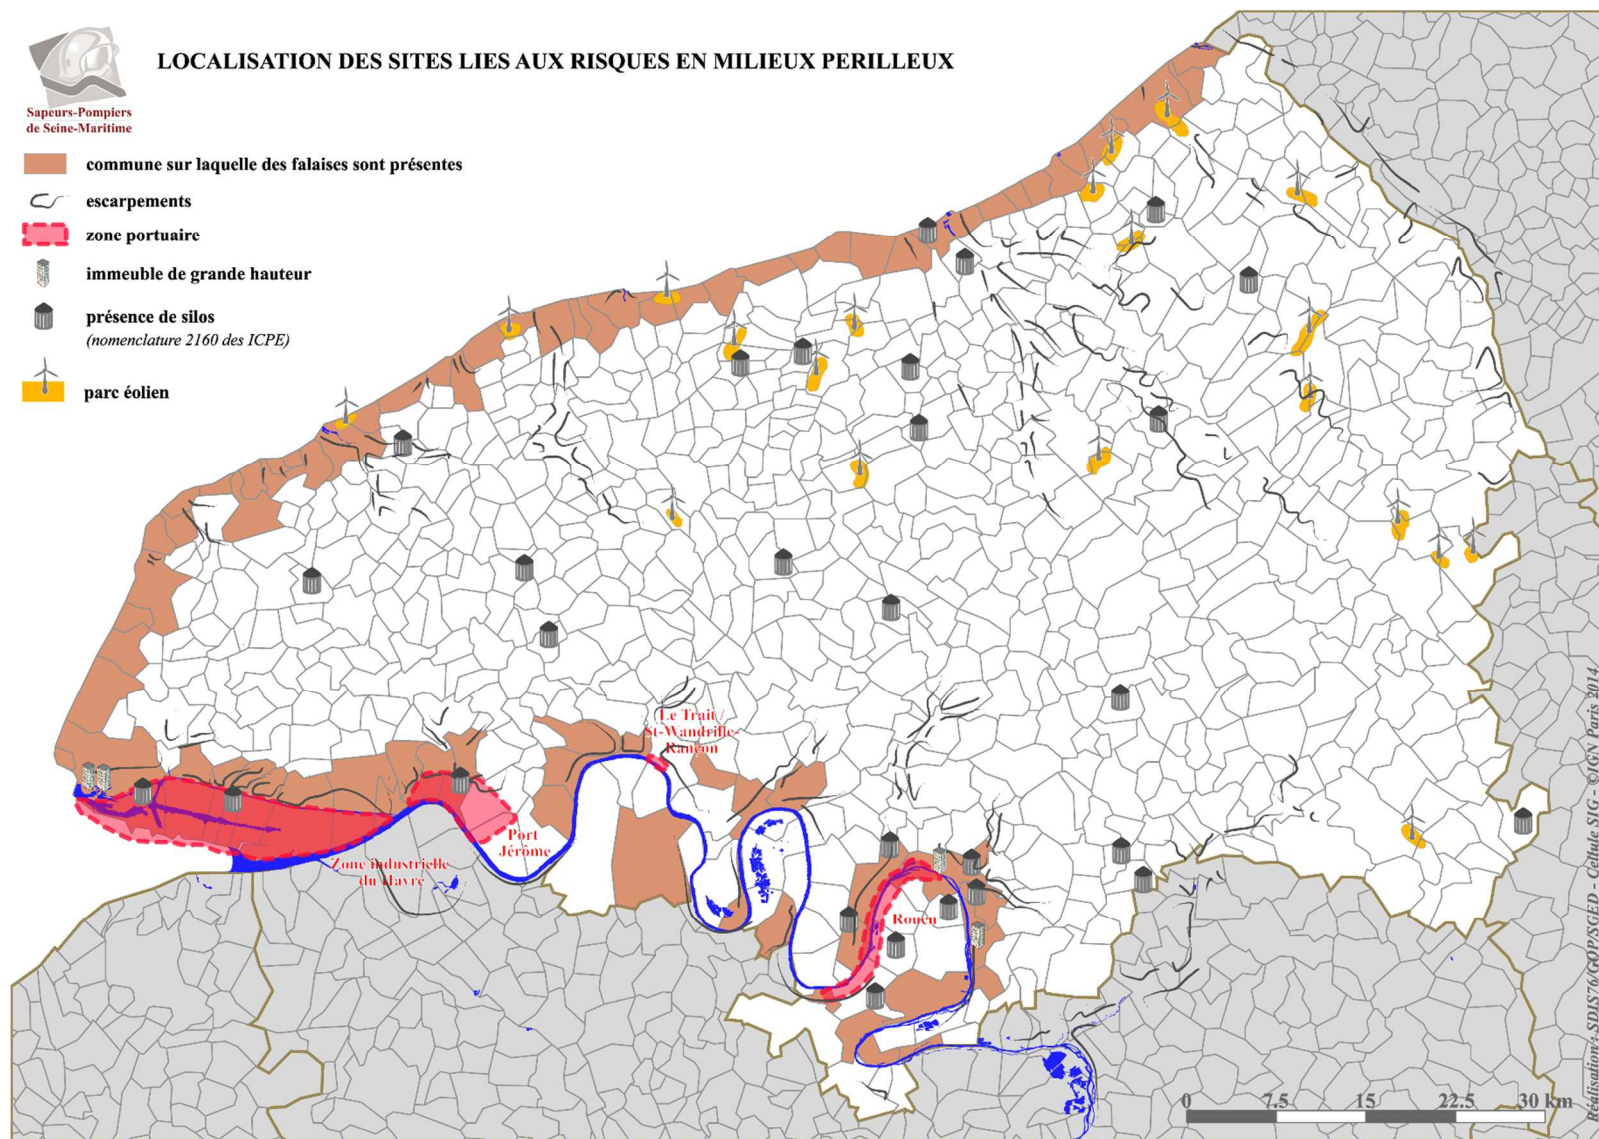 LOCALISATION DES SITES LIES AUX RISQUES EN MILIEUX PERILLEUX
Sapeurs-Pompiers
de Seine-Maritime
commune sur laquelle des falaises sont présentes
escarpements
zone portuaire
immeuble de grande hauteur
présence de silos
(nomenclature 2160 des ICPE)
parc éolien
Le Trait /
St-Wandrille-
Rançon
Port
Jérôme
Zone industrielle
du Havre
Rouen
0 7.5 15 22.5 30 km
Réalisation : SDIS76/GOP/SGED - Cellule SIG - ©IGN Paris 2014